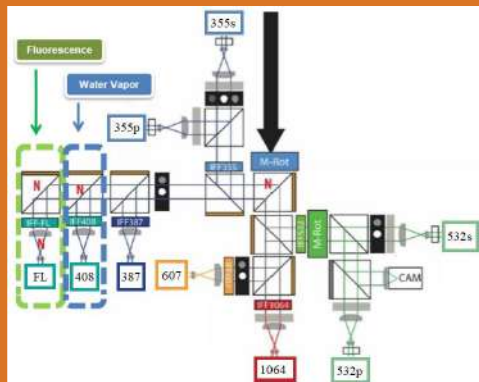 355s
Fluorescence
Water Vapor
355p
IFF355
M-Rot
N
N
N
IFF-FL
IFF408
IFF387
N
FL
408
387
607
IFF532
M-Rot
532s
CAM
IFF1064
1064
532p